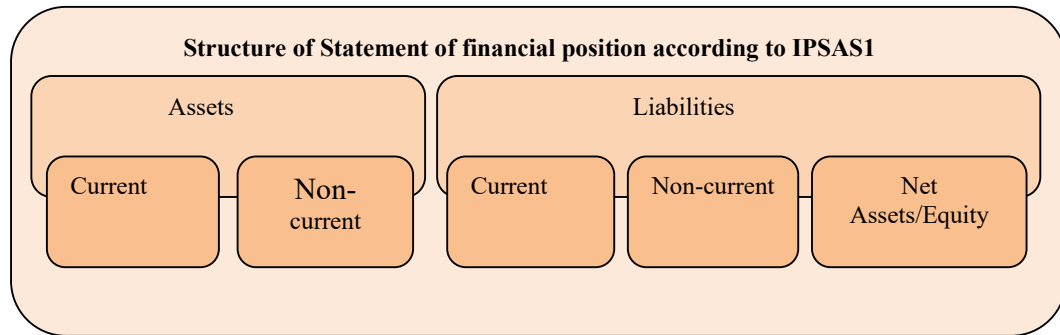 Structure of Statement of financial position according to IPSAS1
Assets
Liabilities
Current
Non-
current
Current
Non-current
Net
Assets/Equity